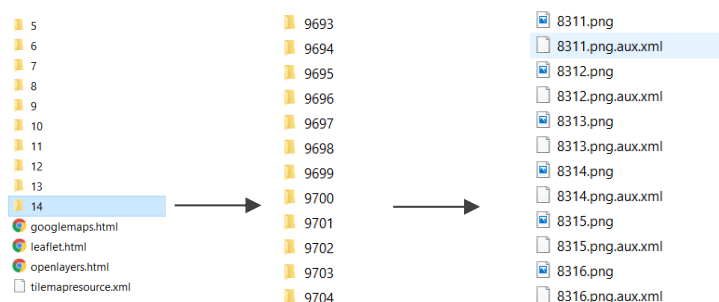 5
6
7
8
9
10
11
12
13
14
googlemaps.html
leaflet.html
openlayers.html
tilemapresource.xml
9693
9694
9695
9696
9697
9698
9699
9700
9701
9702
9703
9704
8311.png
8311.png.aux.xml
8312.png
8312.png.aux.xml
8313.png
8313.png.aux.xml
8314.png
8314.png.aux.xml
8315.png
8315.png.aux.xml
8316.png
8316.png.aux.xml